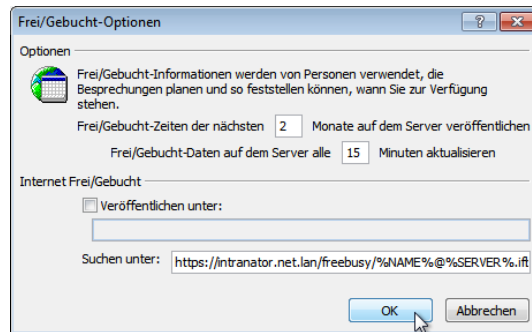 Frei/Gebucht-Optionen
Optionen
Frei/Gebucht-Informationen werden von Personen verwendet, die
Besprechungen planen und so feststellen können, wann Sie zur Verfügung
stehen.
Frei/Gebucht-Zeiten der nächsten 2 Monate auf dem Server veröffentlichen
Frei/Gebucht-Daten auf dem Server alle 15 Minuten aktualisieren
Internet Frei/Gebucht
Veröffentlichen unter:
Suchen unter: https://intranator.net.lan/freebusy/%NAME%@%SERVER%.ift
OK Abbrechen